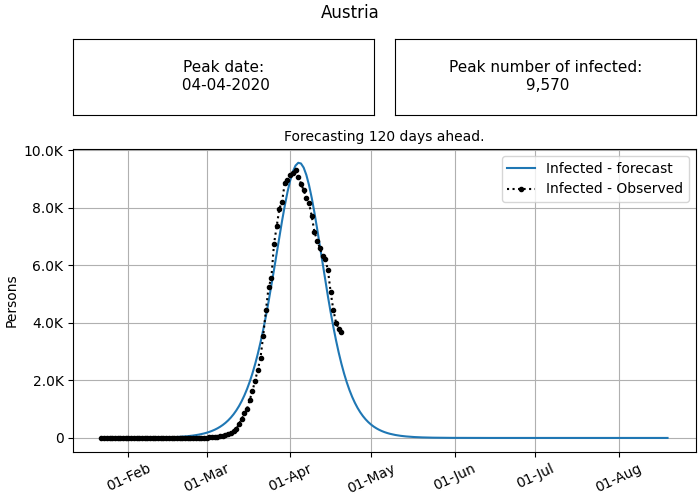 Austria
Peak date:
04-04-2020
Peak number of infected:
9,570
Forecasting 120 days ahead.
Infected - forecast
Infected - Observed
10.0K
8.0K
6.0K
4.0K
2.0K
0
Persons
01-Feb
01-Mar
01-Apr
01-May
01-Jun
01-Jul
01-Aug